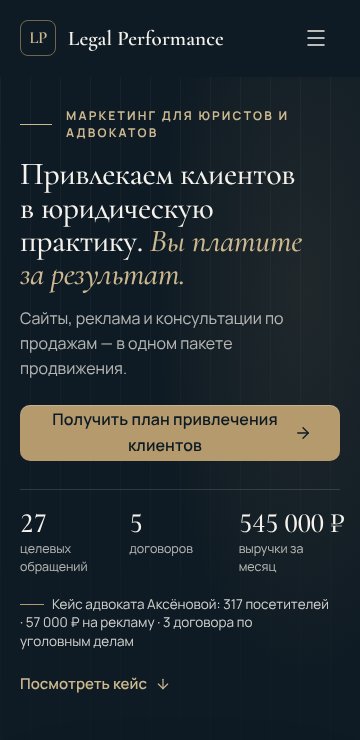 LP Legal Performance
МАРКЕТИНГ ДЛЯ ЮРИСТОВ И
АДВОКАТОВ
Привлекаем клиентов
в юридическую
практику. Вы платите
за результат.
Сайты, реклама и консультации по
продажам — в одном пакете
продвижения.
Получить план привлечения
клиентов →
27 5 545 000 ₽
целевых договоров выручки за
обращений месяц
Кейс адвоката Аксёновой: 317 посетителей
· 57 000 ₽ на рекламу · 3 договора по
уголовным делам
Посмотреть кейс ↓